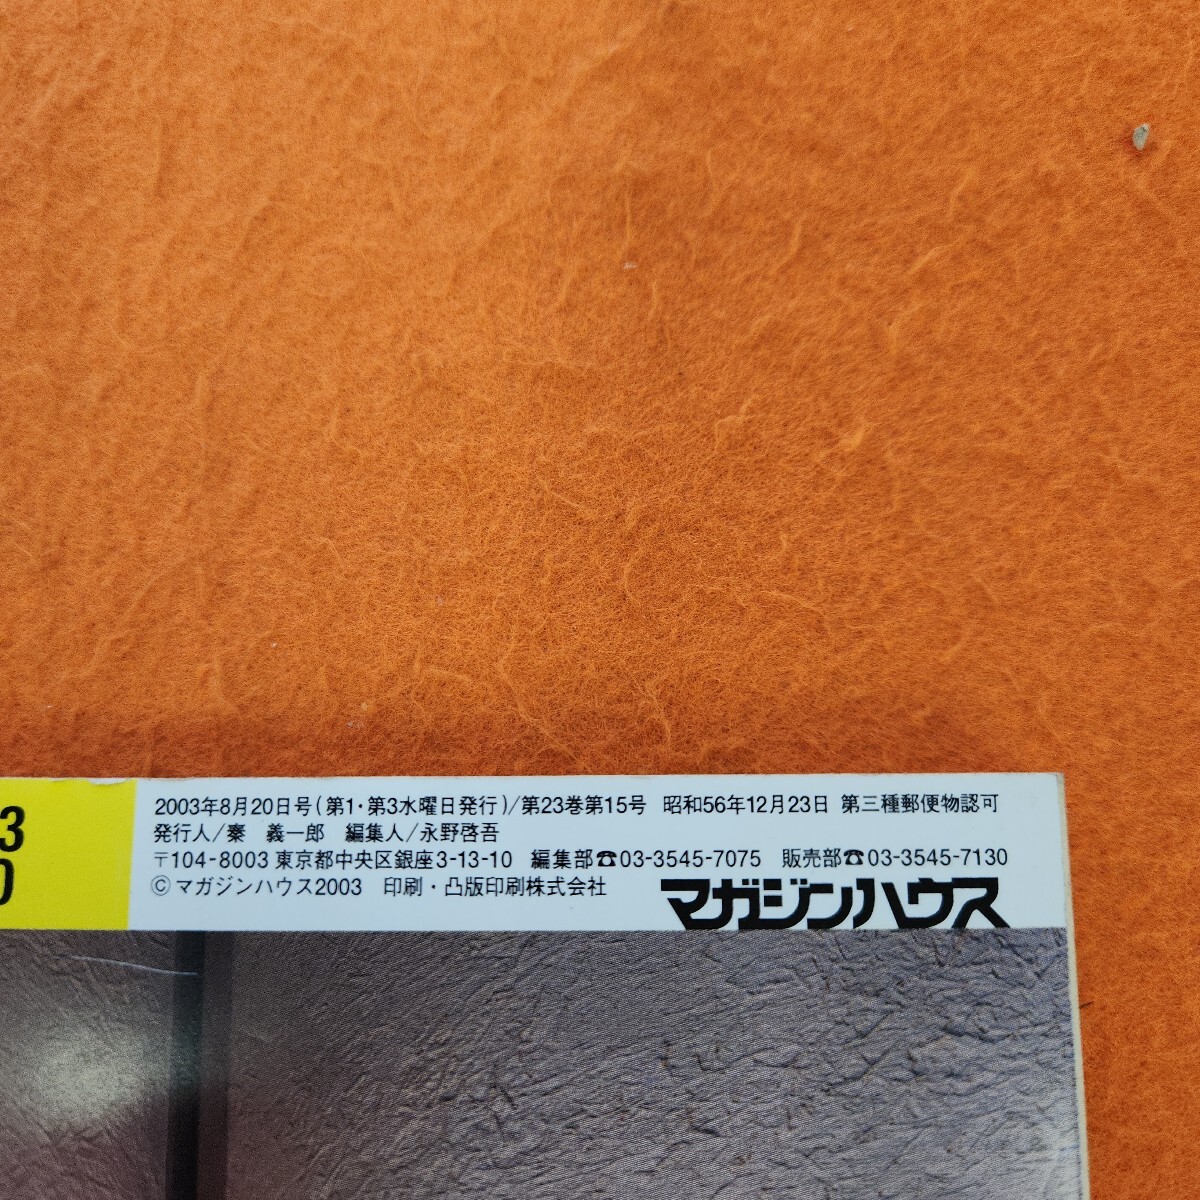 3
0
2003年8月20日号(第1・第3水曜日発行)/第23巻第15号 昭和56年12月23日 第三種郵便物認可
発行人/秦 義一郎 編集人/永野啓吾
〒104-8003 東京都中央区銀座3-13-10 編集部☎03-3545-7075 販売部☎03-3545-7130
©マガジンハウス2003 印刷・凸版印刷株式会社
マガジンハウス